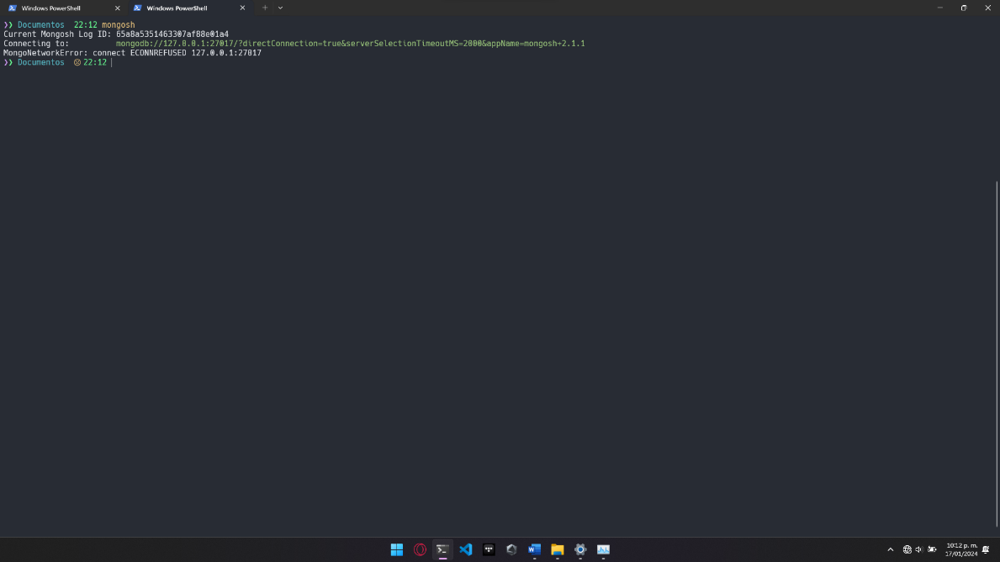 Windows PowerShell
Windows PowerShell
❯❯ Documentos 22:12 mongosh
Current Mongosh Log ID: 65a8a5351463307af88e01a4
Connecting to: mongodb://127.0.0.1:27017/?directConnection=true&serverSelectionTimeoutMS=2000&appName=mongosh+2.1.1
MongoNetworkError: connect ECONNREFUSED 127.0.0.1:27017
❯❯ Documentos ☹ 22:12
10:12 p. m.
17/01/2024